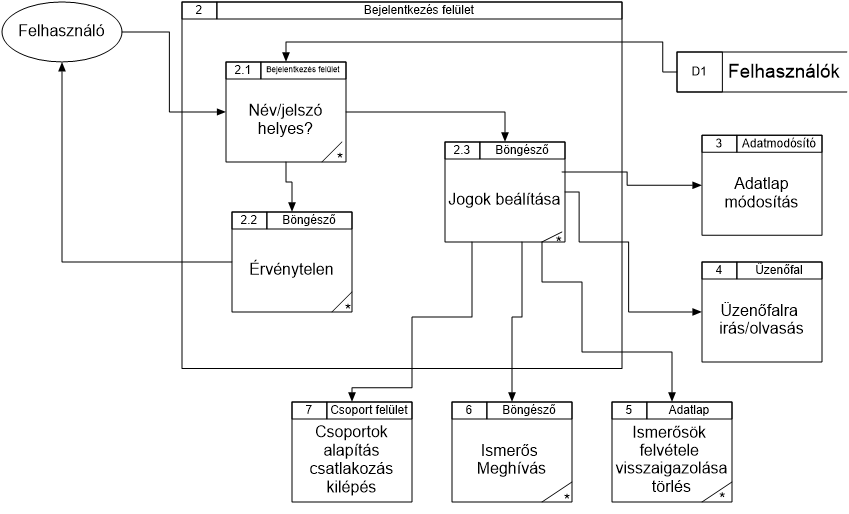 Felhasználó
2 Bejelentkezés felület
D1 Felhasználók
2.1 Bejelentkezés felület
Név/jelszó
helyes?
*
2.3 Böngésző
Jogok beálítása
*
3 Adatmodósító
Adatlap
módosítás
2.2 Böngésző
Érvénytelen
*
4 Üzenőfal
Üzenőfalra
irás/olvasás
7 Csoport felület
Csoportok
alapítás
csatlakozás
kilépés
6 Böngésző
Ismerős
Meghívás
*
5 Adatlap
Ismerősök
felvétele
visszaigazolása
törlés
*